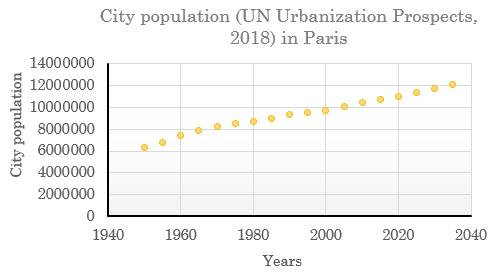 City population (UN Urbanization Prospects,
2018) in Paris
City population
14000000
12000000
10000000
8000000
6000000
4000000
2000000
0
1940 1960 1980 2000 2020 2040
Years